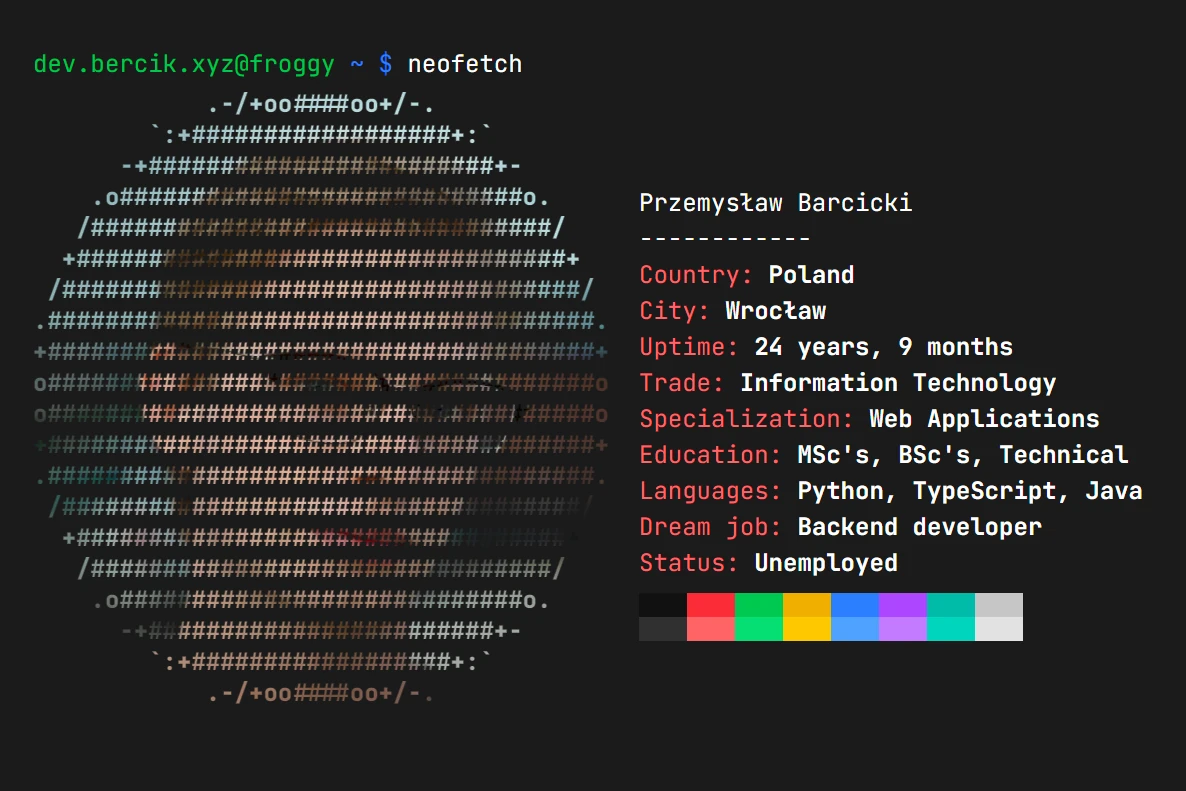 dev.bercik.xyz@froggy ~ $ neofetch
.-/+oo####oo+/-.
`:+##################+:`
-+########################+-
.o############################o.
/################################/
+##################################+
/####################################/
.######################################.
+######################################+
o######################################o
o######################################o
+######################################+
.######################################.
/####################################/
+##################################+
/################################/
.o############################o.
-+########################+-
`:+##################+:`
.-/+oo####oo+/-.
Przemysław Barcicki
------------
Country: Poland
City: Wrocław
Uptime: 24 years, 9 months
Trade: Information Technology
Specialization: Web Applications
Education: MSc's, BSc's, Technical
Languages: Python, TypeScript, Java
Dream job: Backend developer
Status: Unemployed